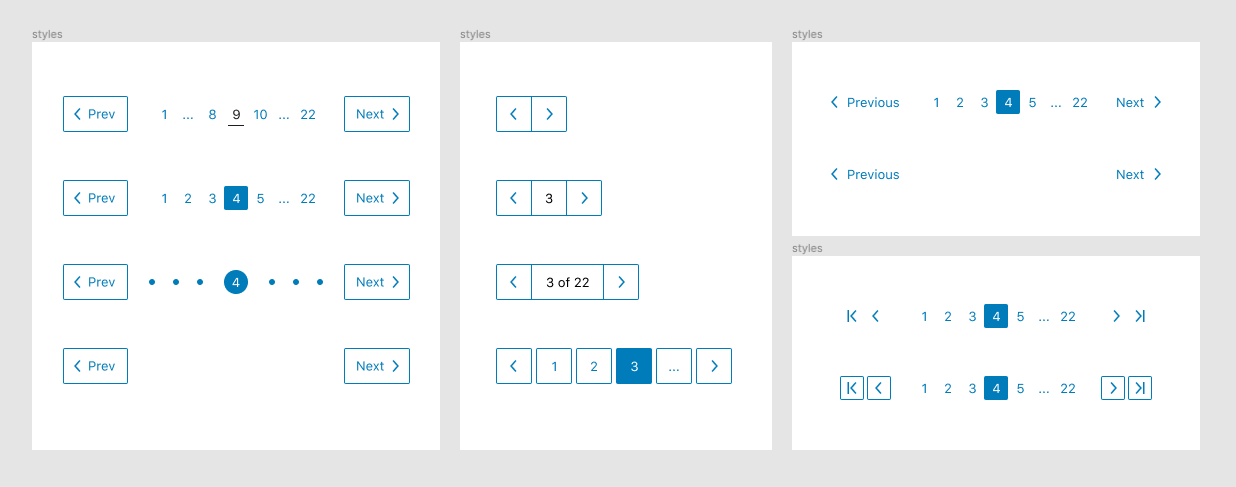 styles
Prev 1 ... 8 9 10 ... 22 Next
Prev 1 2 3 4 5 ... 22 Next
Prev 4 Next
Prev Next
styles
3
3 of 22
1 2 3 ...
styles
Previous 1 2 3 4 5 ... 22 Next
Previous Next
styles
1 2 3 4 5 ... 22
1 2 3 4 5 ... 22